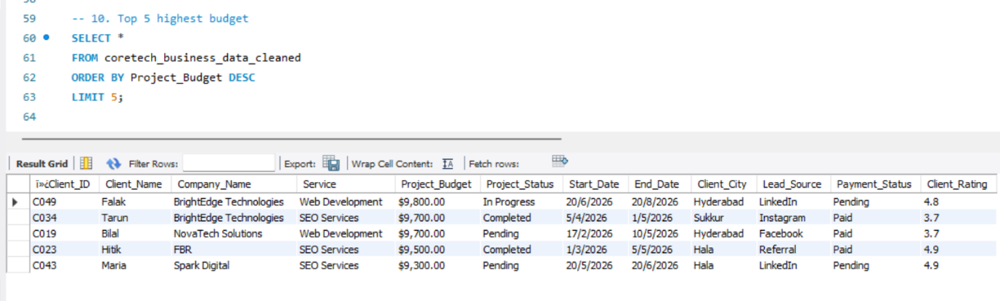 59 -- 10. Top 5 highest budget
60 SELECT *
61 FROM coretech_business_data_cleaned
62 ORDER BY Project_Budget DESC
63 LIMIT 5;
64
Result Grid Filter Rows: Export: Wrap Cell Content: IA Fetch rows:
ï»¿Client_ID Client_Name Company_Name Service Project_Budget Project_Status Start_Date End_Date Client_City Lead_Source Payment_Status Client_Rating
C049 Falak BrightEdge Technologies Web Development $9,800.00 In Progress 20/6/2026 20/8/2026 Hyderabad LinkedIn Pending 4.8
C034 Tarun BrightEdge Technologies SEO Services $9,700.00 Completed 5/4/2026 1/5/2026 Sukkur Instagram Paid 3.7
C019 Bilal NovaTech Solutions Web Development $9,700.00 Pending 17/2/2026 10/5/2026 Hyderabad Facebook Paid 3.7
C023 Hitik FBR SEO Services $9,500.00 Completed 1/3/2026 5/5/2026 Hala Referral Paid 4.9
C043 Maria Spark Digital SEO Services $9,300.00 Pending 20/5/2026 20/6/2026 Hala LinkedIn Pending 4.9